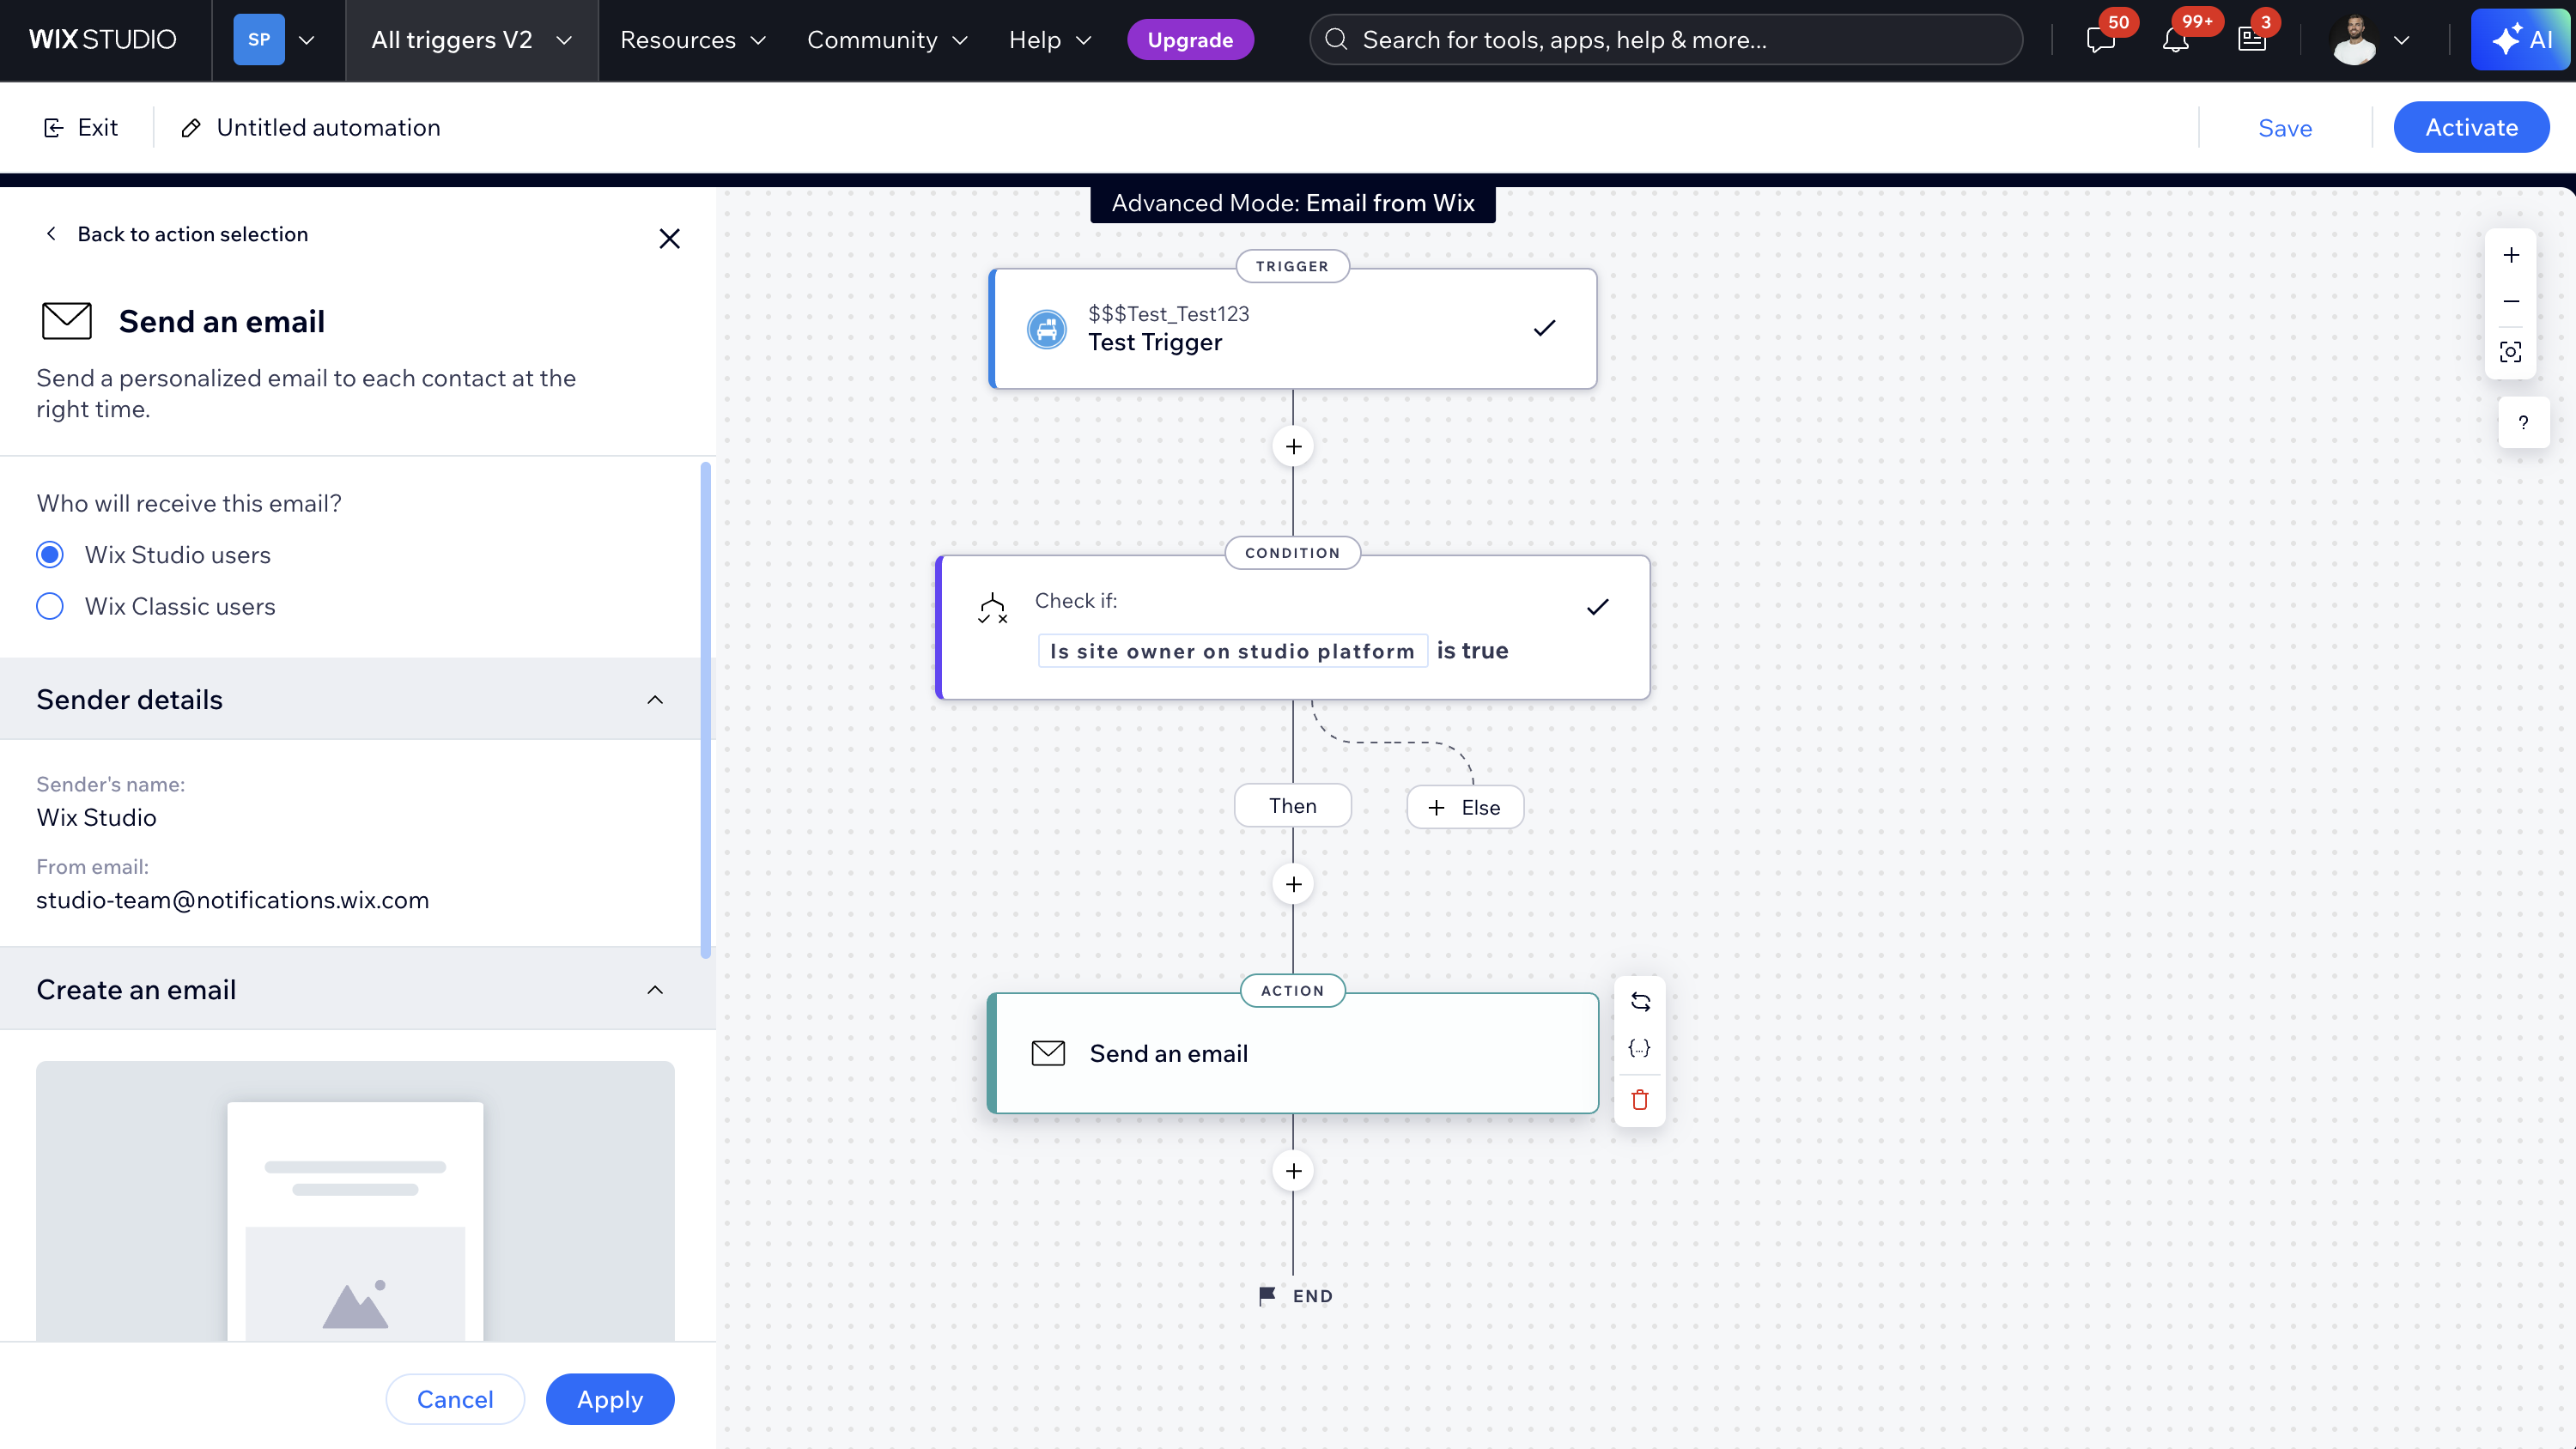 WIX STUDIO
SP
All triggers V2
Resources
Community
Help
Upgrade
Search for tools, apps, help & more...
50
99+
3
AI
Exit
Untitled automation
Save
Activate
Back to action selection
Send an email
Send a personalized email to each contact at the
right time.
Who will receive this email?
Wix Studio users
Wix Classic users
Sender details
Sender's name:
Wix Studio
From email:
studio-team@notifications.wix.com
Create an email
Cancel
Apply
Advanced Mode: Email from Wix
TRIGGER
$$$Test_Test123
Test Trigger
CONDITION
Check if:
Is site owner on studio platform is true
Then
+ Else
ACTION
Send an email
{...}
END
?